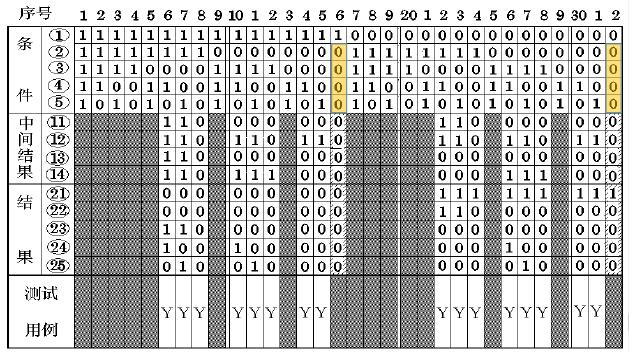 序号 1 2 3 4 5 6 7 8 9 10 1 2 3 4 5 6 7 8 9 20 1 2 3 4 5 6 7 8 9 30 1 2
条件 ① 1 1 1 1 1 1 1 1 1 1 1 1 1 1 1 1 0 0 0 0 0 0 0 0 0 0 0 0 0 0 0 0
② 1 1 1 1 1 1 1 1 0 0 0 0 0 0 0 0 1 1 1 1 1 1 1 1 0 0 0 0 0 0 0 0
③ 1 1 1 1 0 0 0 0 1 1 1 1 0 0 0 0 1 1 1 1 0 0 0 0 1 1 1 1 0 0 0 0
④ 1 1 0 0 1 1 0 0 1 1 0 0 1 1 0 0 1 1 0 0 1 1 0 0 1 1 0 0 1 1 0 0
⑤ 1 0 1 0 1 0 1 0 1 0 1 0 1 0 1 0 1 0 1 0 1 0 1 0 1 0 1 0 1 0 1 0
中间结果 ⑪ 1 1 0 0 0 0 0 0 0 1 1 0 0 0 0 0 0 0
⑫ 1 1 0 1 1 0 1 1 0 1 1 0 1 1 0 1 1 0
⑬ 0 0 0 0 0 0 0 0 0 0 0 0 0 0 0 0 0 0
⑭ 1 1 0 1 1 1 0 0 0 0 0 0 1 1 1 0 0 0
结果 ㉑ 0 0 0 0 0 0 0 0 0 1 1 1 1 1 1 1 1 1
㉒ 0 0 0 0 0 0 0 0 0 1 1 0 0 0 0 0 0 0
㉓ 1 1 0 0 0 0 0 0 0 0 0 0 0 0 0 0 0 0
㉔ 1 0 0 1 0 0 0 0 0 0 0 0 1 0 0 0 0 0
㉕ 0 1 0 0 1 0 0 0 0 0 0 0 0 1 0 0 0 0
测试用例 Y Y Y Y Y Y Y Y Y Y Y Y Y Y Y Y